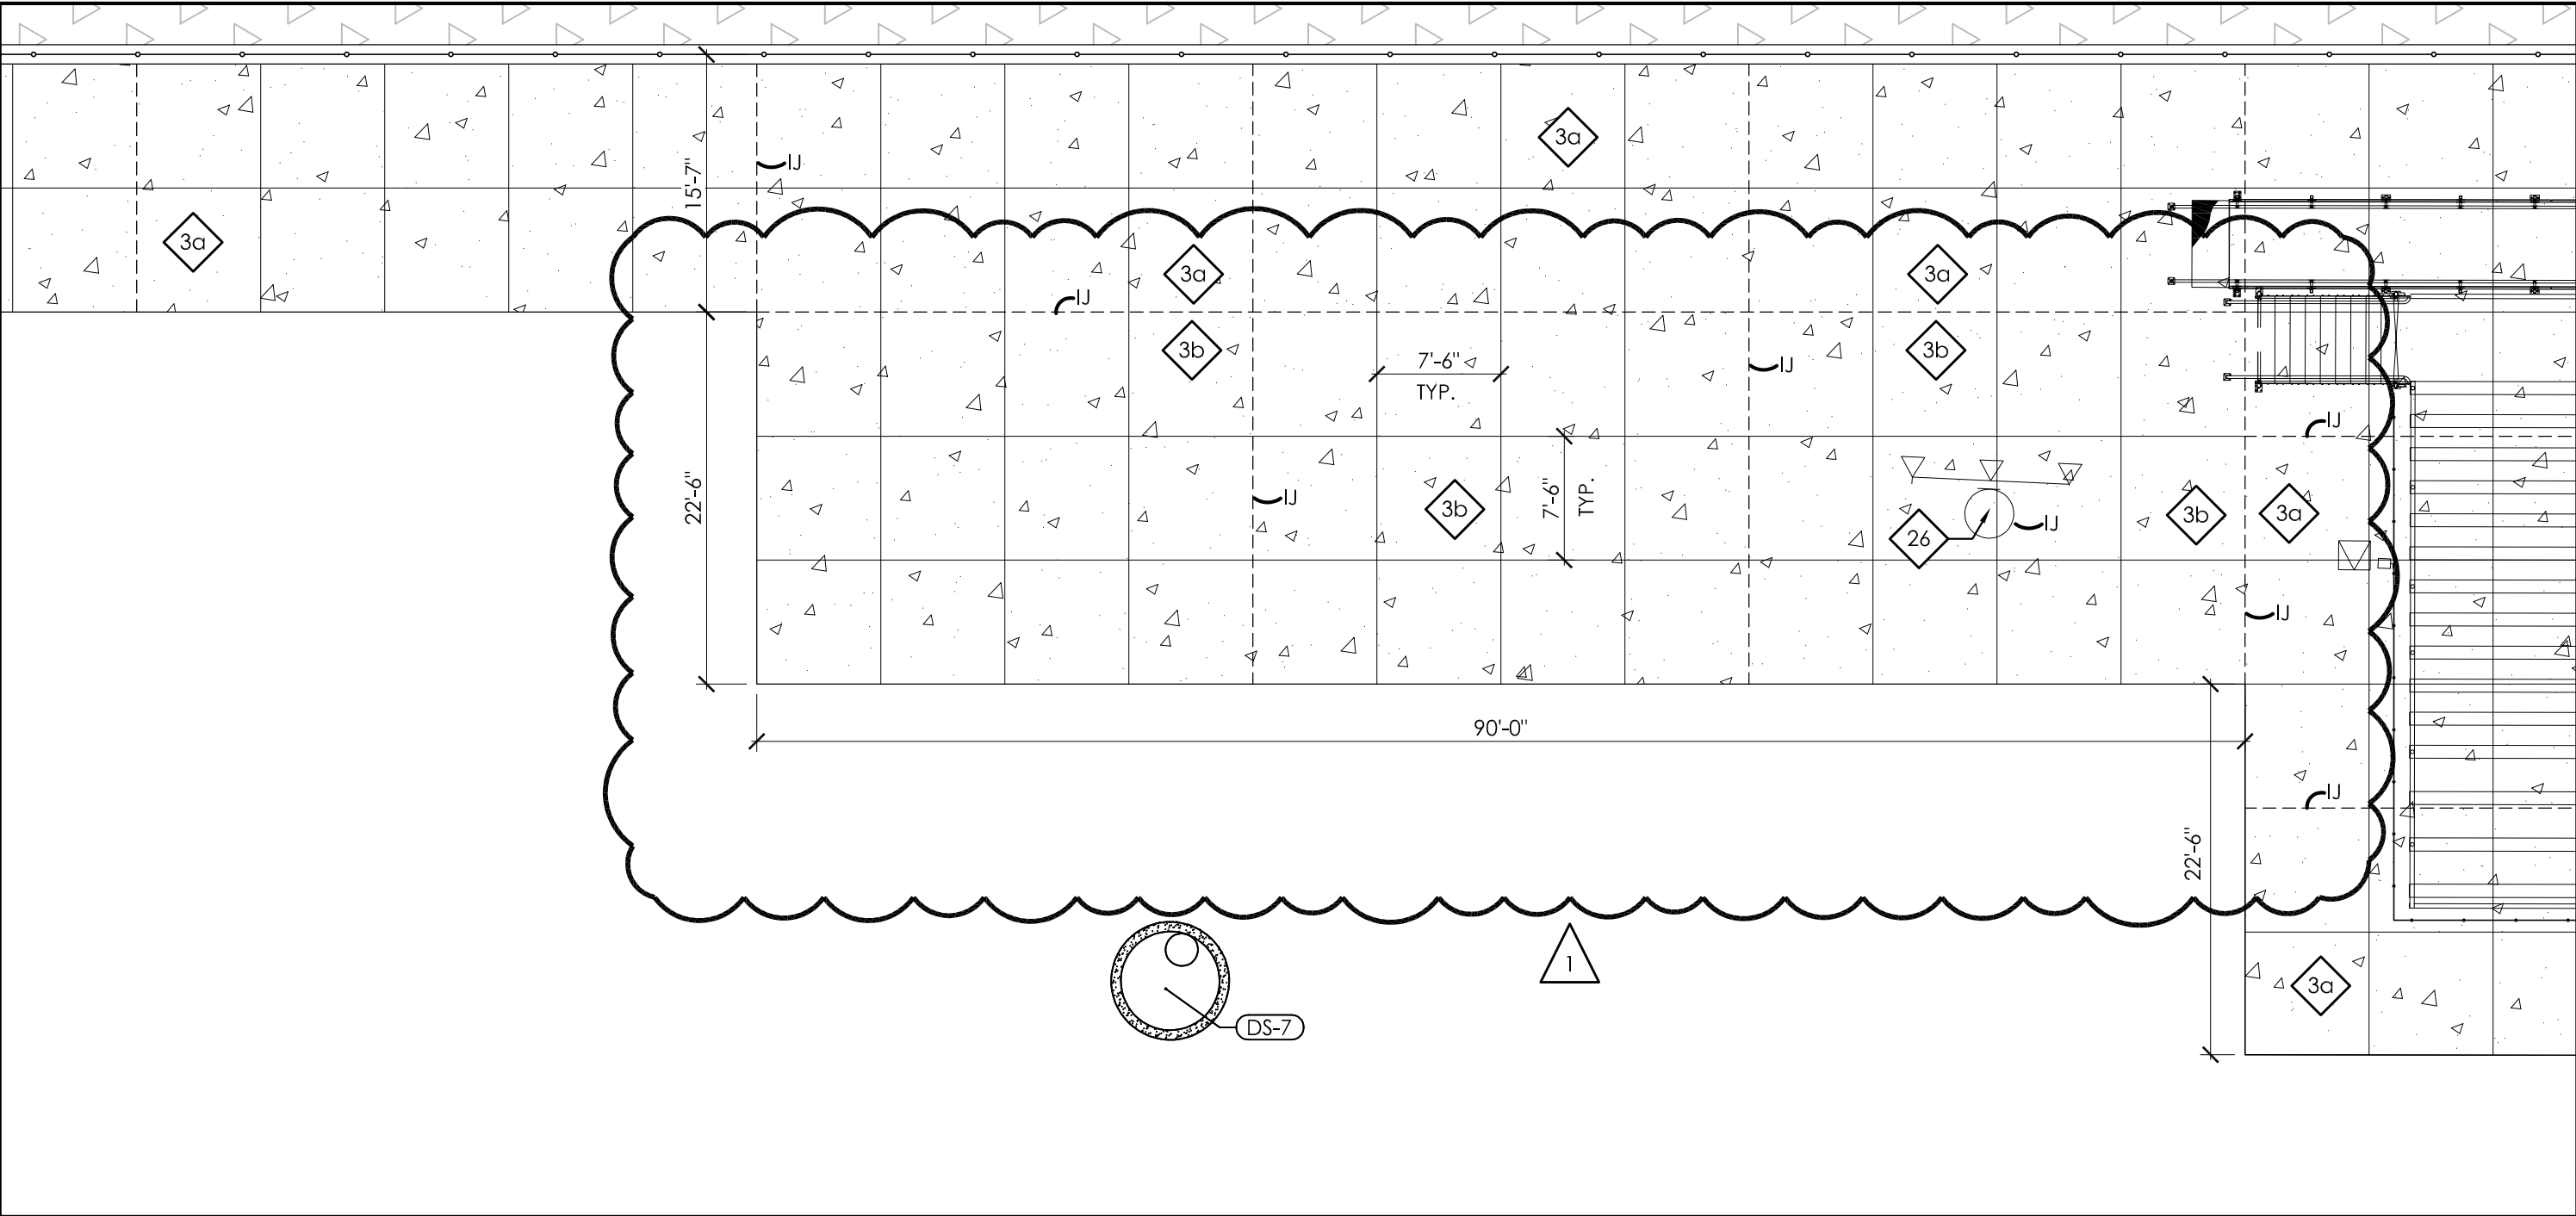 3a
IJ
15'-7"
3a
3a
3a
IJ
3b
7'-6"
TYP.
IJ
3b
IJ
22'-6"
IJ
3b
7'-6"
TYP.
26
IJ
3b
3a
IJ
90'-0"
IJ
22'-6"
1
3a
DS-7